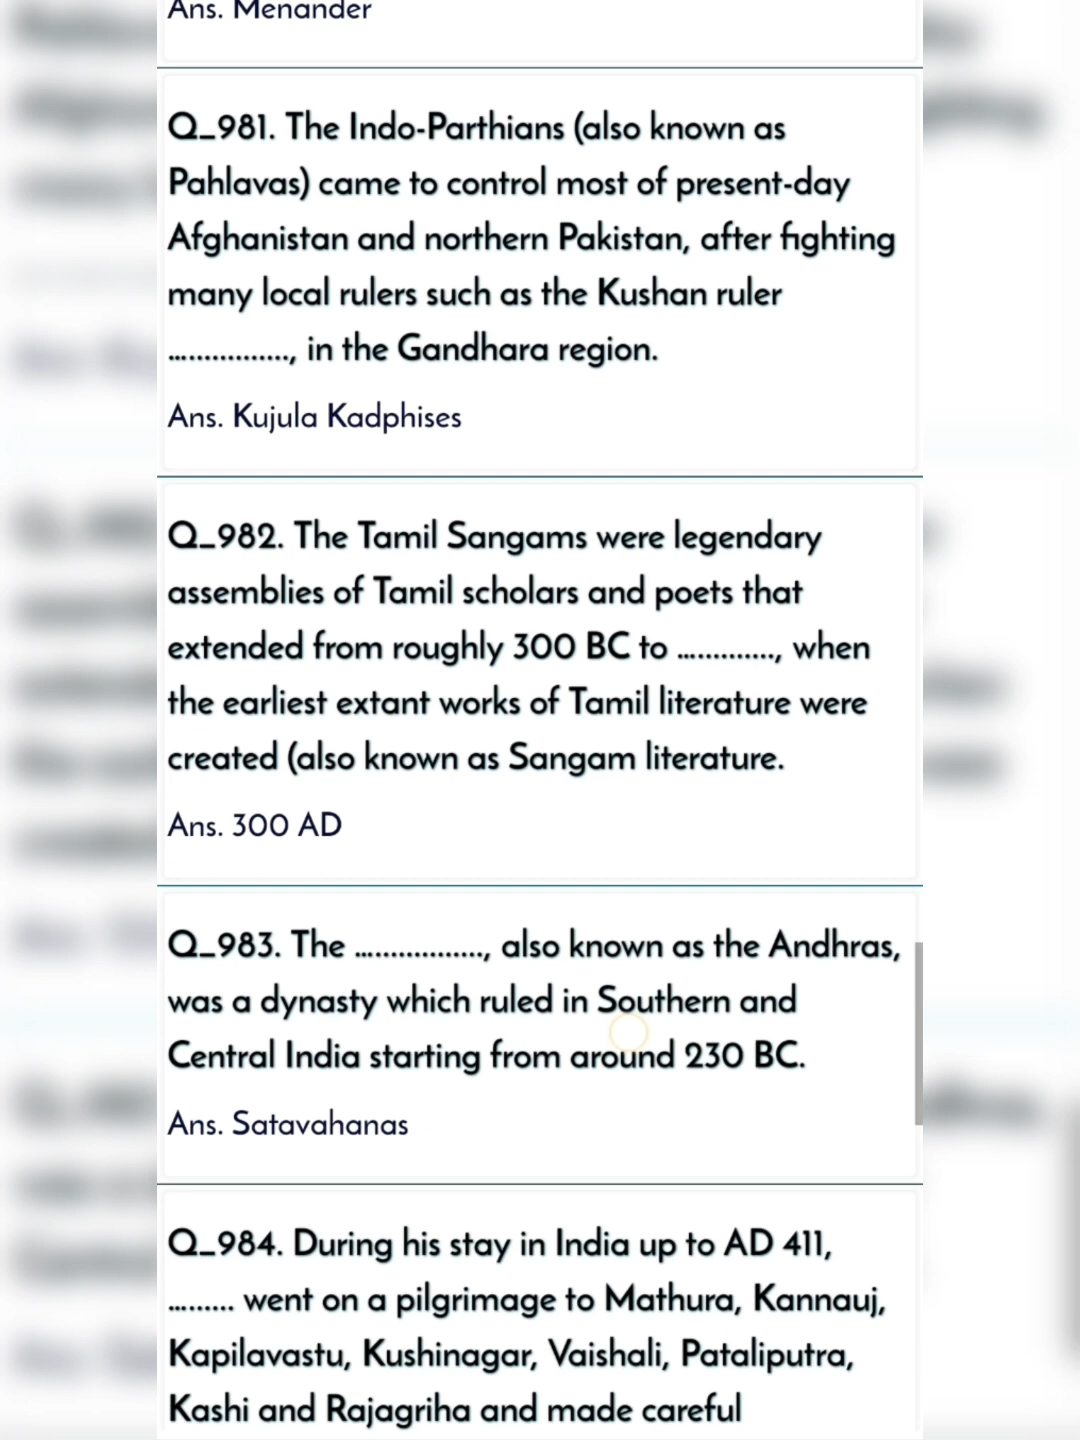 Ans. Menander
Q_981. The Indo-Parthians (also known as
Pahlavas) came to control most of present-day
Afghanistan and northern Pakistan, after fighting
many local rulers such as the Kushan ruler
..............., in the Gandhara region.
Ans. Kujula Kadphises
Q_982. The Tamil Sangams were legendary
assemblies of Tamil scholars and poets that
extended from roughly 300 BC to ............., when
the earliest extant works of Tamil literature were
created (also known as Sangam literature.
Ans. 300 AD
Q_983. The ................., also known as the Andhras,
was a dynasty which ruled in Southern and
Central India starting from around 230 BC.
Ans. Satavahanas
Q_984. During his stay in India up to AD 411,
......... went on a pilgrimage to Mathura, Kannauj,
Kapilavastu, Kushinagar, Vaishali, Pataliputra,
Kashi and Rajagriha and made careful